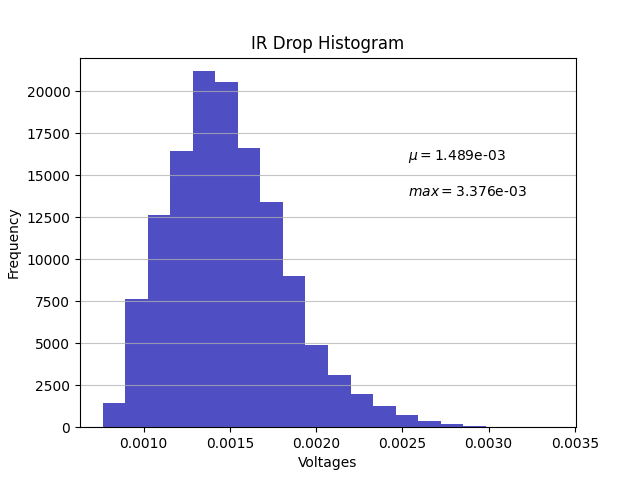 IR Drop Histogram
Frequency
20000
17500
15000
12500
10000
7500
5000
2500
0
μ = 1.489e-03
max = 3.376e-03
0.0010 0.0015 0.0020 0.0025 0.0030 0.0035
Voltages